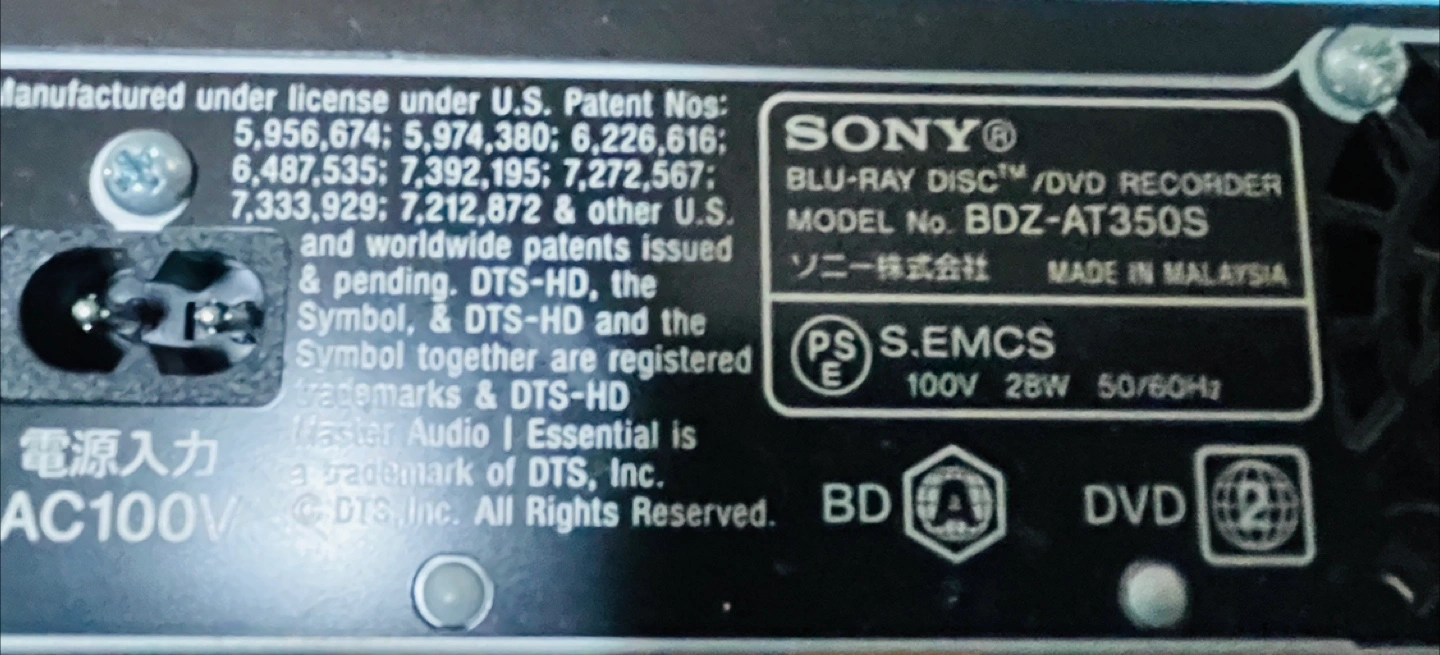 Manufactured under license under U.S. Patent Nos:
5,956,674; 5,974,380; 6,226,616;
6,487,535; 7,392,195; 7,272,567;
7,333,929; 7,212,872 & other U.S.
and worldwide patents issued
& pending. DTS-HD, the
Symbol, & DTS-HD and the
Symbol together are registered
trademarks & DTS-HD
Master Audio | Essential is
a trademark of DTS, Inc.
© DTS, Inc. All Rights Reserved.
電源入力
AC100V
SONY®
BLU-RAY DISC™/DVD RECORDER
MODEL No. BDZ-AT350S
ソニー株式会社 MADE IN MALAYSIA
PS
E
S.EMCS
100V 28W 50/60Hz
BD A
DVD 2